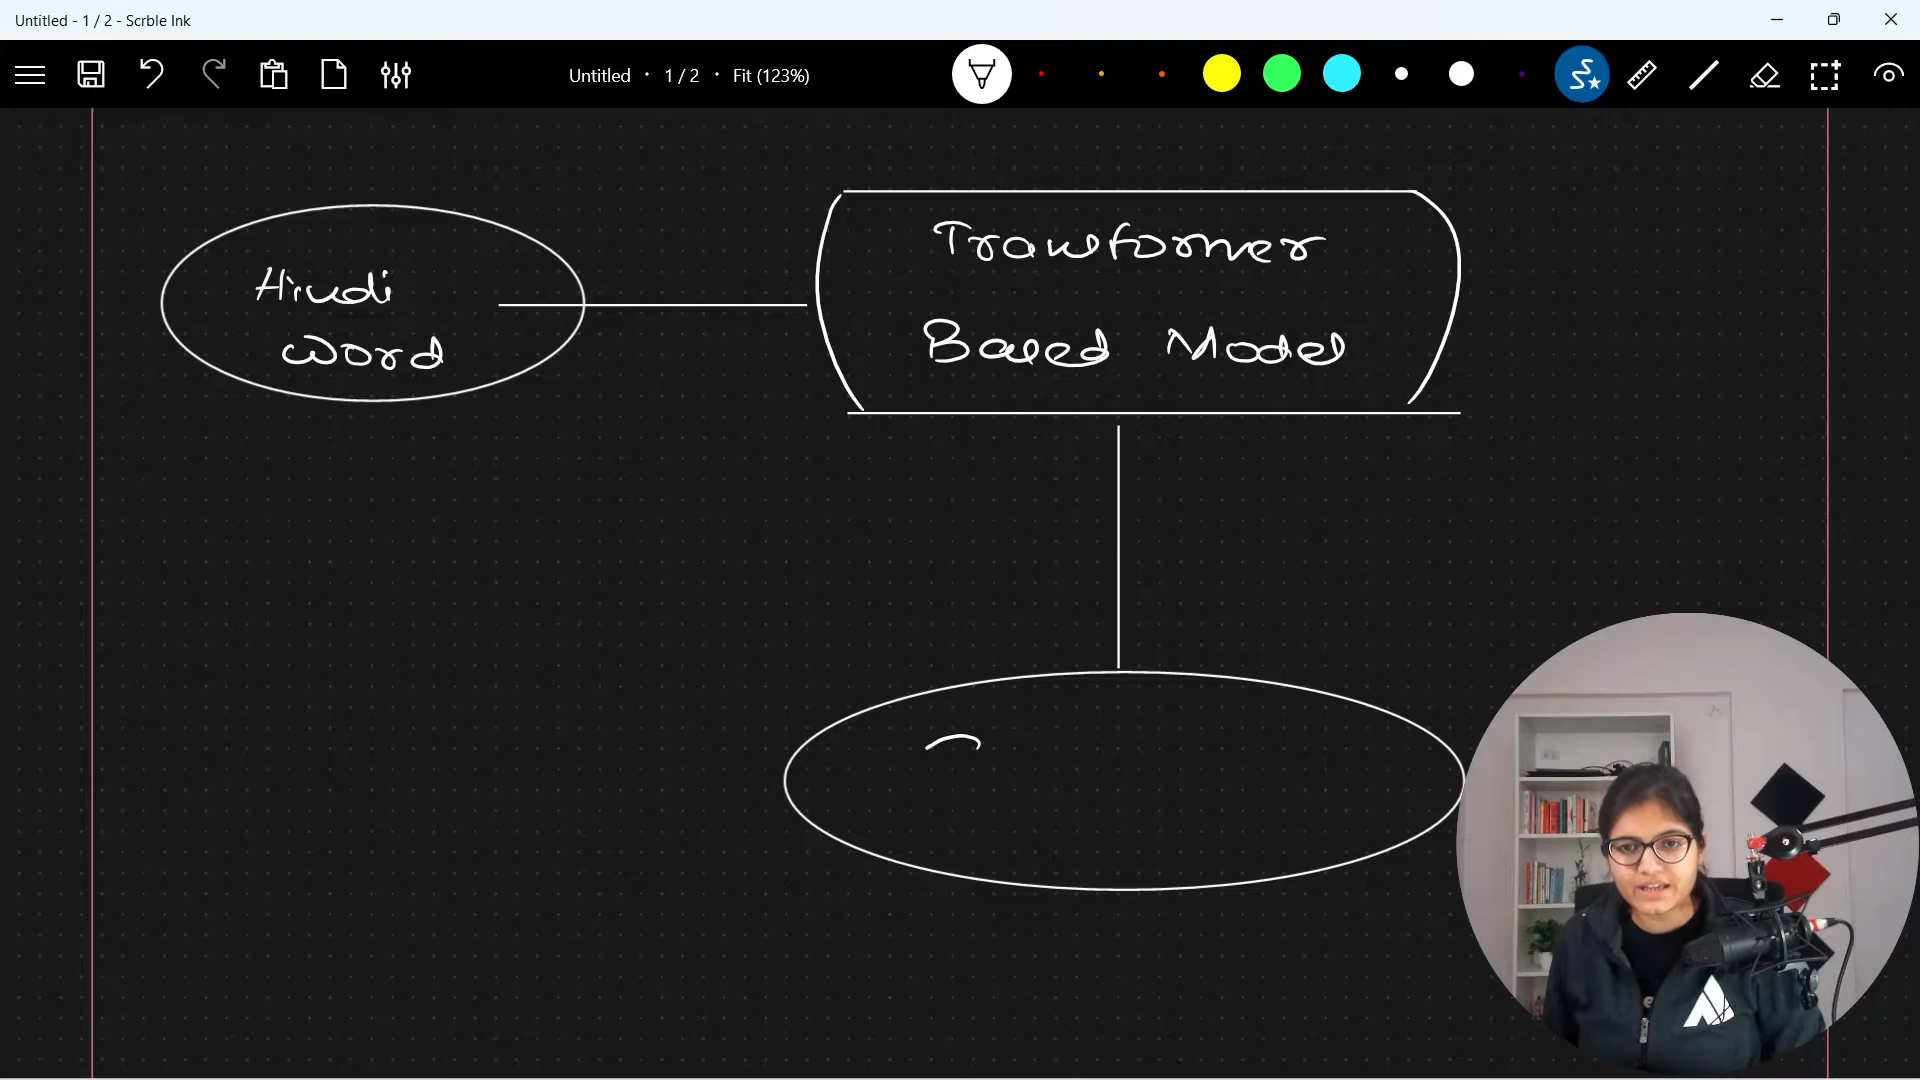 Untitled - 1 / 2 - Scrble Ink
Untitled • 1 / 2 • Fit (123%)
Transformer
Based Model
Hindi
Word